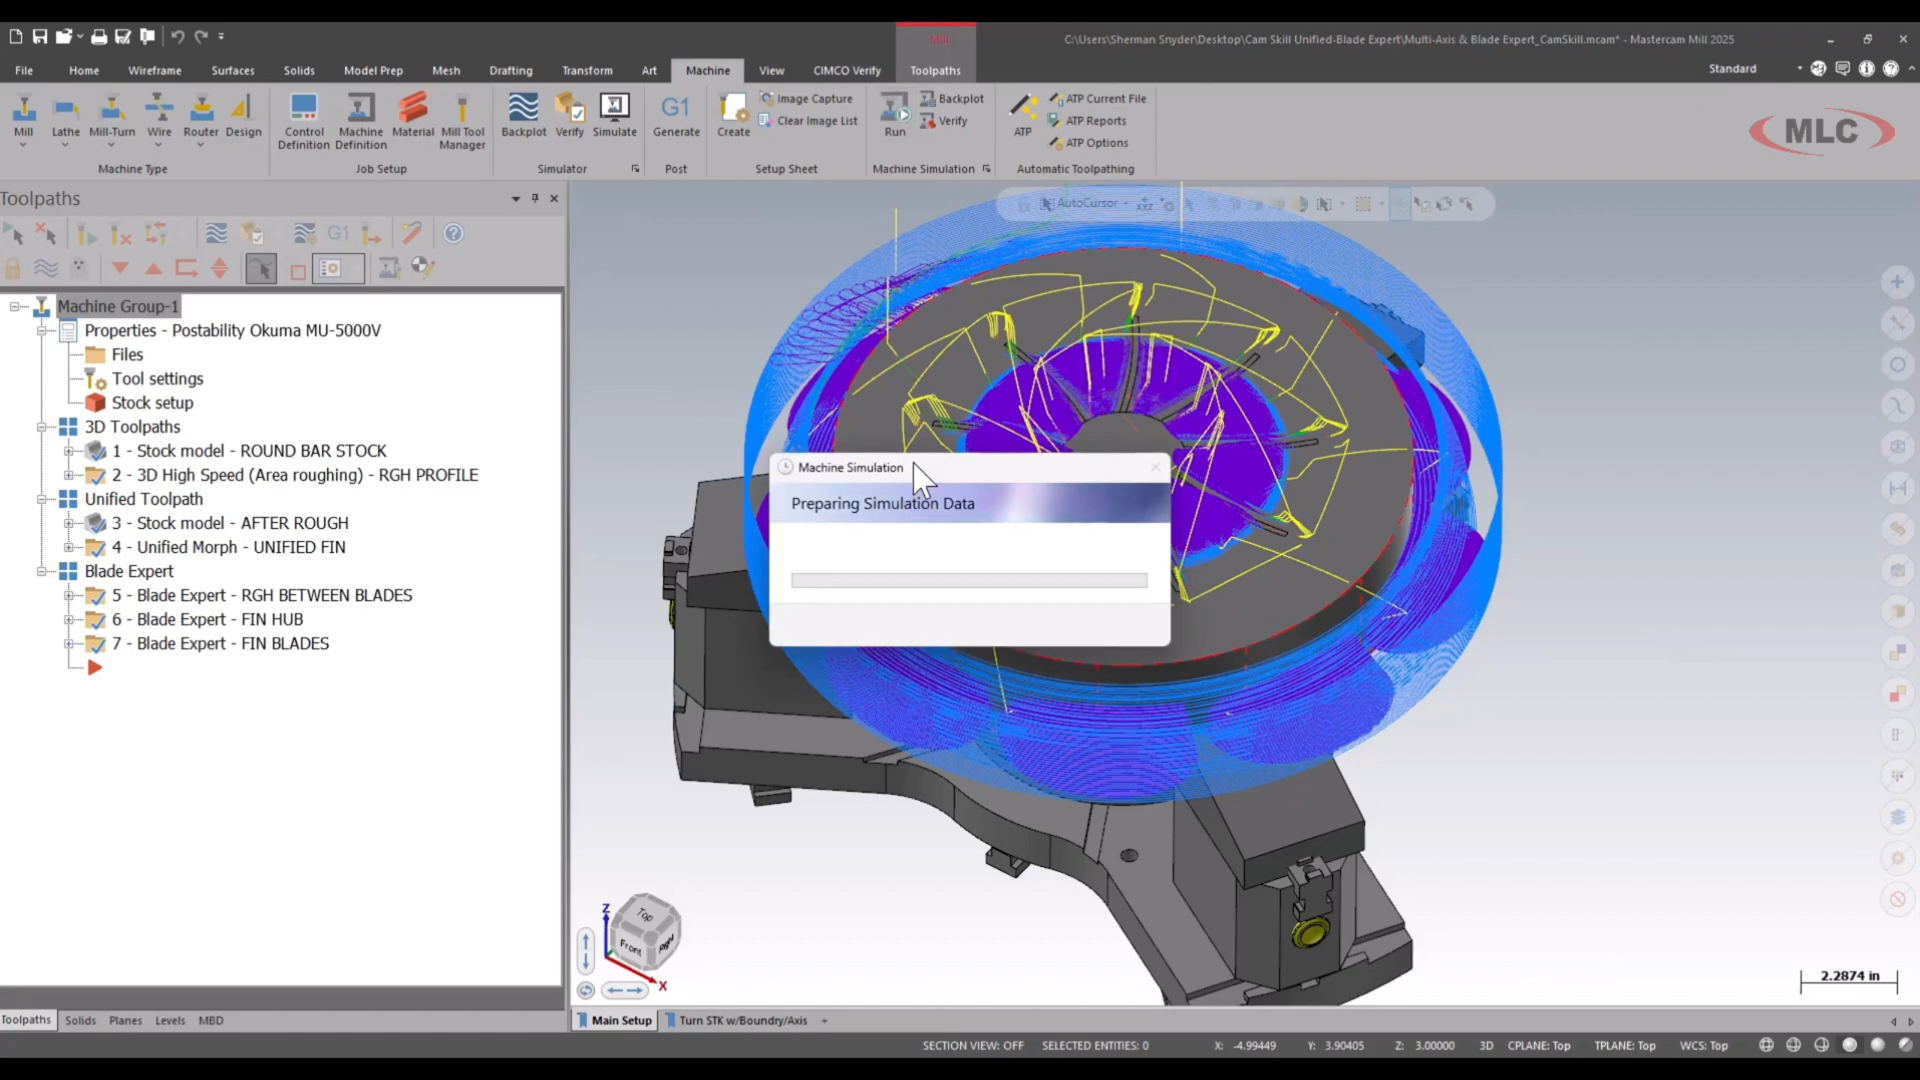 Mill
C:\Users\Sherman Snyder\Desktop\Cam Skill Unified-Blade Expert\Multi-Axis & Blade Expert_CamSkill.mcam* - Mastercam Mill 2025
File Home Wireframe Surfaces Solids Model Prep Mesh Drafting Transform Art Machine View CIMCO Verify Toolpaths Standard
Mill Lathe Mill-Turn Wire Router Design
Control Definition Machine Definition Material Mill Tool Manager
Backplot Verify Simulate
G1
Generate
Create
Image Capture
Clear Image List
Run
Backplot
Verify
ATP
ATP Current File
ATP Reports
ATP Options
MLC
Machine Type Job Setup Simulator Post Setup Sheet Machine Simulation Automatic Toolpathing
Toolpaths
AutoCursor
G1
Machine Group-1
Properties - Postability Okuma MU-5000V
Files
Tool settings
Stock setup
3D Toolpaths
1 - Stock model - ROUND BAR STOCK
2 - 3D High Speed (Area roughing) - RGH PROFILE
Unified Toolpath
3 - Stock model - AFTER ROUGH
4 - Unified Morph - UNIFIED FIN
Blade Expert
5 - Blade Expert - RGH BETWEEN BLADES
6 - Blade Expert - FIN HUB
7 - Blade Expert - FIN BLADES
Machine Simulation
Preparing Simulation Data
Z
Top
Front
Right
X
2.2874 in
Toolpaths Solids Planes Levels MBD
Main Setup Turn STK w/Boundry/Axis +
SECTION VIEW: OFF SELECTED ENTITIES: 0 X: -4.99449 Y: 3.90405 Z: 3.00000 3D CPLANE: Top TPLANE: Top WCS: Top